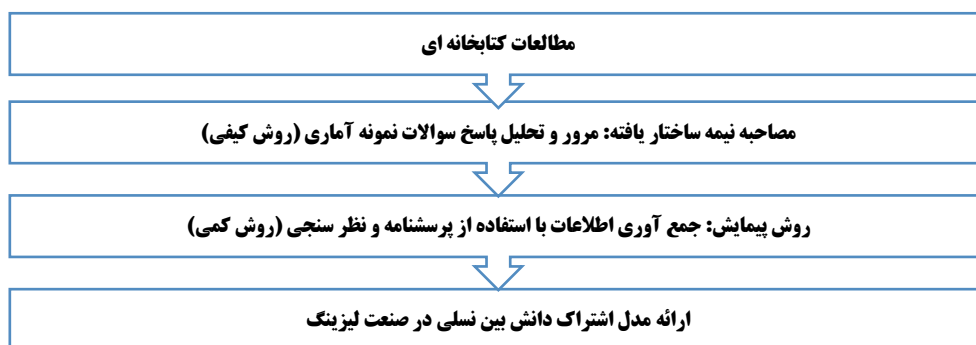 مطالعات کتابخانه ای
مصاحبه نیمه ساختار یافته: مرور و تحلیل پاسخ سوالات نمونه آماری (روش کیفی)
روش پیمایش: جمع آوری اطلاعات با استفاده از پرسشنامه و نظر سنجی (روش کمی)
ارائه مدل اشتراک دانش بین نسلی در صنعت لیزینگ